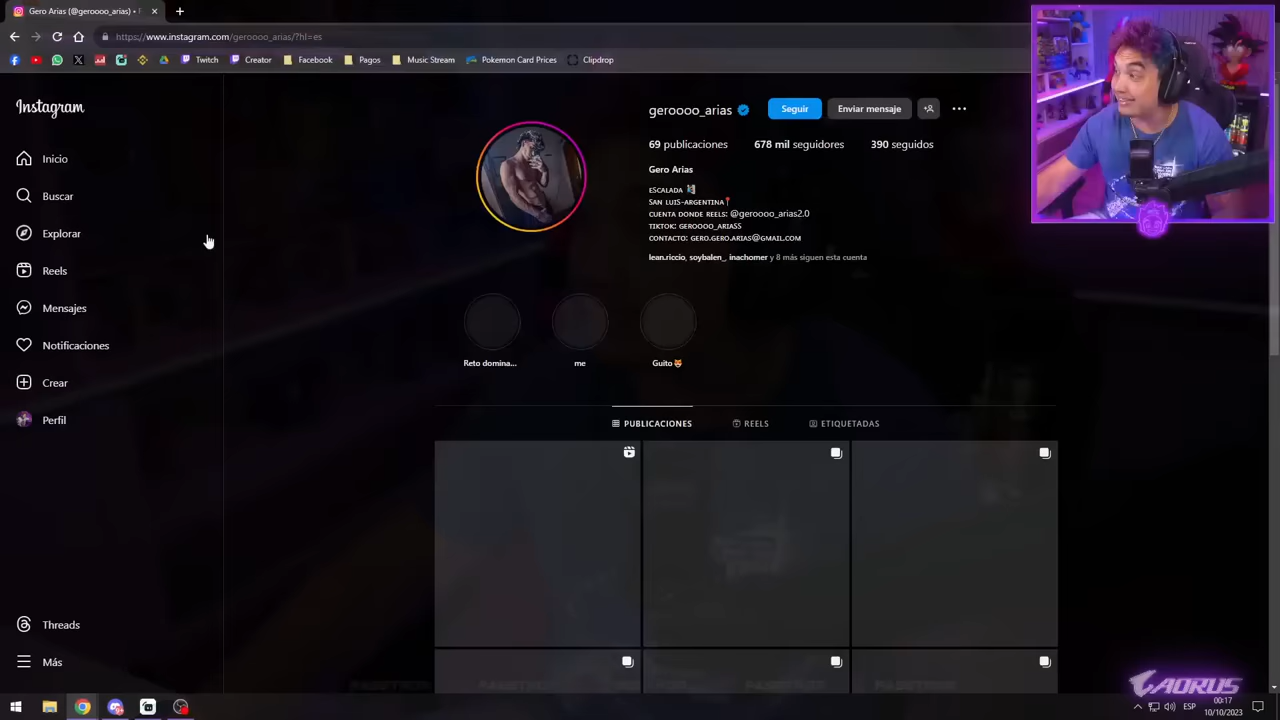 Gero Arias (@geroooo_arias) • I
https://www.instagram.com/geroooo_arias/?hl=es
Twitch
Creator
Facebook
Pagos
Music Stream
Pokemon Card Prices
Clipdrop
Instagram
Inicio
Buscar
Explorar
Reels
Mensajes
Notificaciones
Crear
Perfil
Threads
Más
geroooo_arias
Seguir
Enviar mensaje
69 publicaciones
678 mil seguidores
390 seguidos
Gero Arias
ESCALADA
SAN LUIS-ARGENTINA📍
CUENTA DONDE REELS: @geroooo_arias2.0
TIKTOK: GEROOOO_ARIASS
CONTACTO: GERO.GERO.ARIAS@GMAIL.COM
lean.riccio, soybalen_, inachomer y 8 más siguen esta cuenta
Reto domina...
me
Guito🐯
PUBLICACIONES
REELS
ETIQUETADAS
AORUS
00:17
ESP
10/10/2023